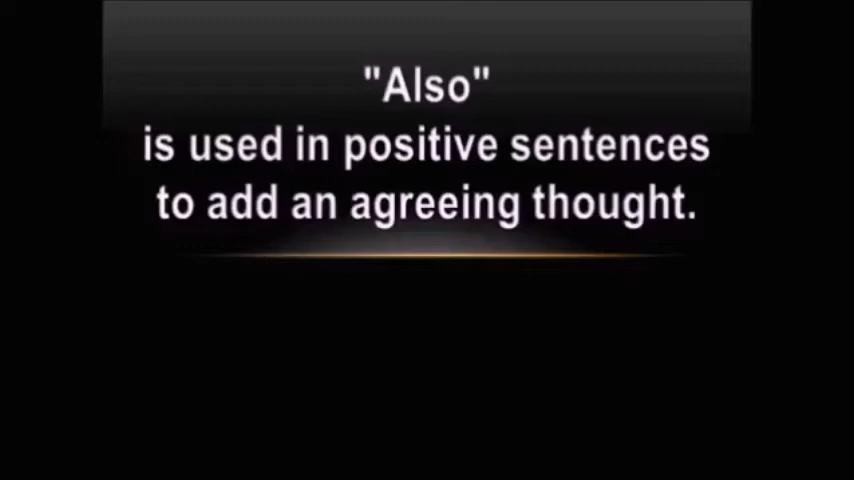 "Also"
is used in positive sentences
to add an agreeing thought.